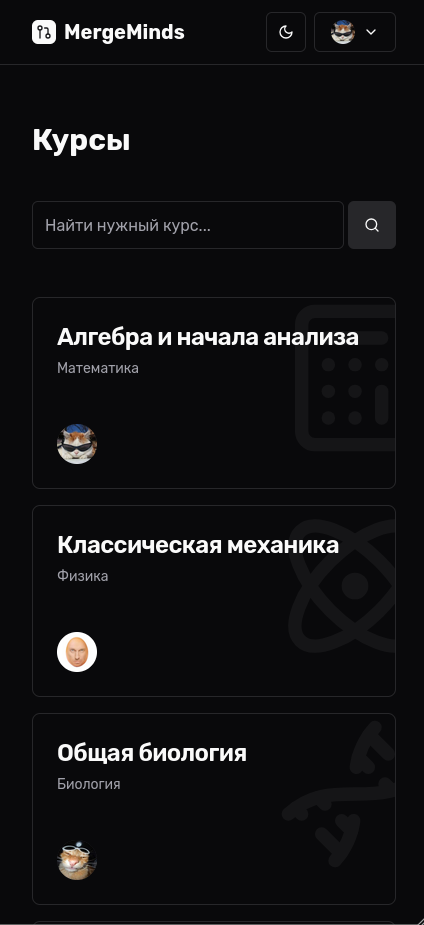 MergeMinds
Курсы
Найти нужный курс...
Алгебра и начала анализа
Математика
Классическая механика
Физика
Общая биология
Биология